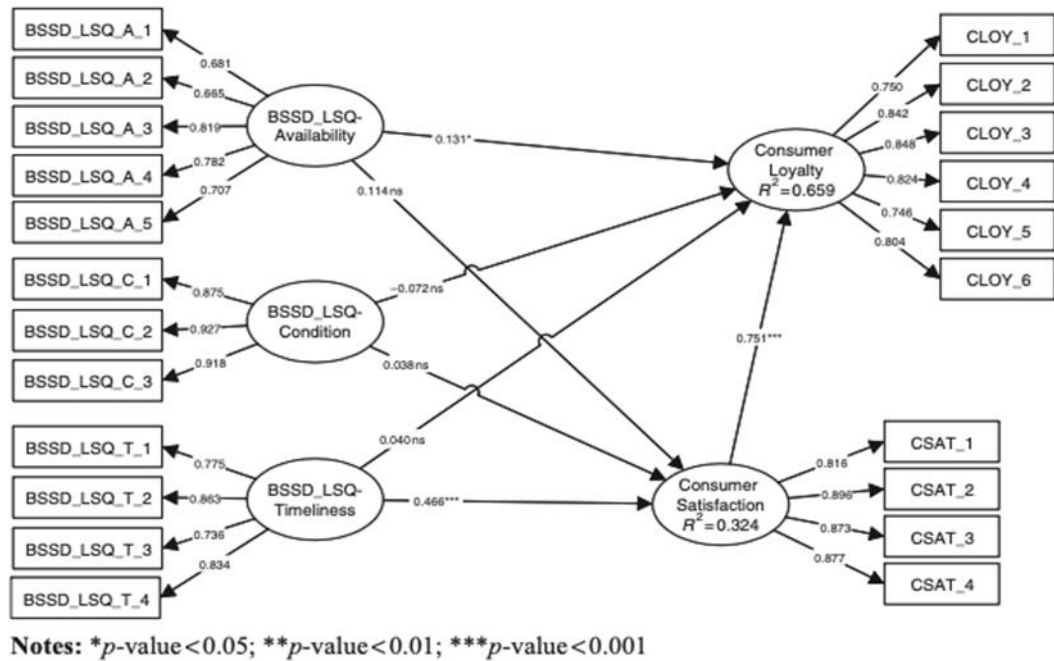 BSSD_LSQ_A_1
BSSD_LSQ_A_2
BSSD_LSQ_A_3
BSSD_LSQ_A_4
BSSD_LSQ_A_5
0.681
0.665
0.819
0.782
0.707
BSSD_LSQ-
Availability
0.131*
0.114ns
BSSD_LSQ_C_1
BSSD_LSQ_C_2
BSSD_LSQ_C_3
0.875
0.927
0.918
BSSD_LSQ-
Condition
−0.072ns
0.038ns
BSSD_LSQ_T_1
BSSD_LSQ_T_2
BSSD_LSQ_T_3
BSSD_LSQ_T_4
0.775
0.863
0.736
0.834
BSSD_LSQ-
Timeliness
0.040ns
0.466***
Consumer
Loyalty
R²=0.659
0.750
0.842
0.848
0.824
0.746
0.804
CLOY_1
CLOY_2
CLOY_3
CLOY_4
CLOY_5
CLOY_6
0.751***
Consumer
Satisfaction
R²=0.324
0.816
0.896
0.873
0.877
CSAT_1
CSAT_2
CSAT_3
CSAT_4
Notes: *p-value<0.05; **p-value<0.01; ***p-value<0.001